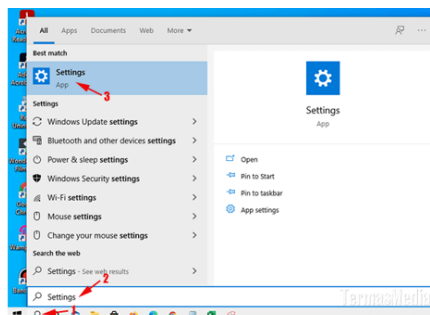 All Apps Documents Web More
Best match
Settings
App
3
Settings
Windows Update settings
Bluetooth and other devices settings
Power & sleep settings
Windows Security settings
Wi-Fi settings
Mouse settings
Change your mouse settings
Search the web
Settings - See web results
2
Settings
1
Settings
App
Open
Pin to Start
Pin to taskbar
App settings
TermasMedia